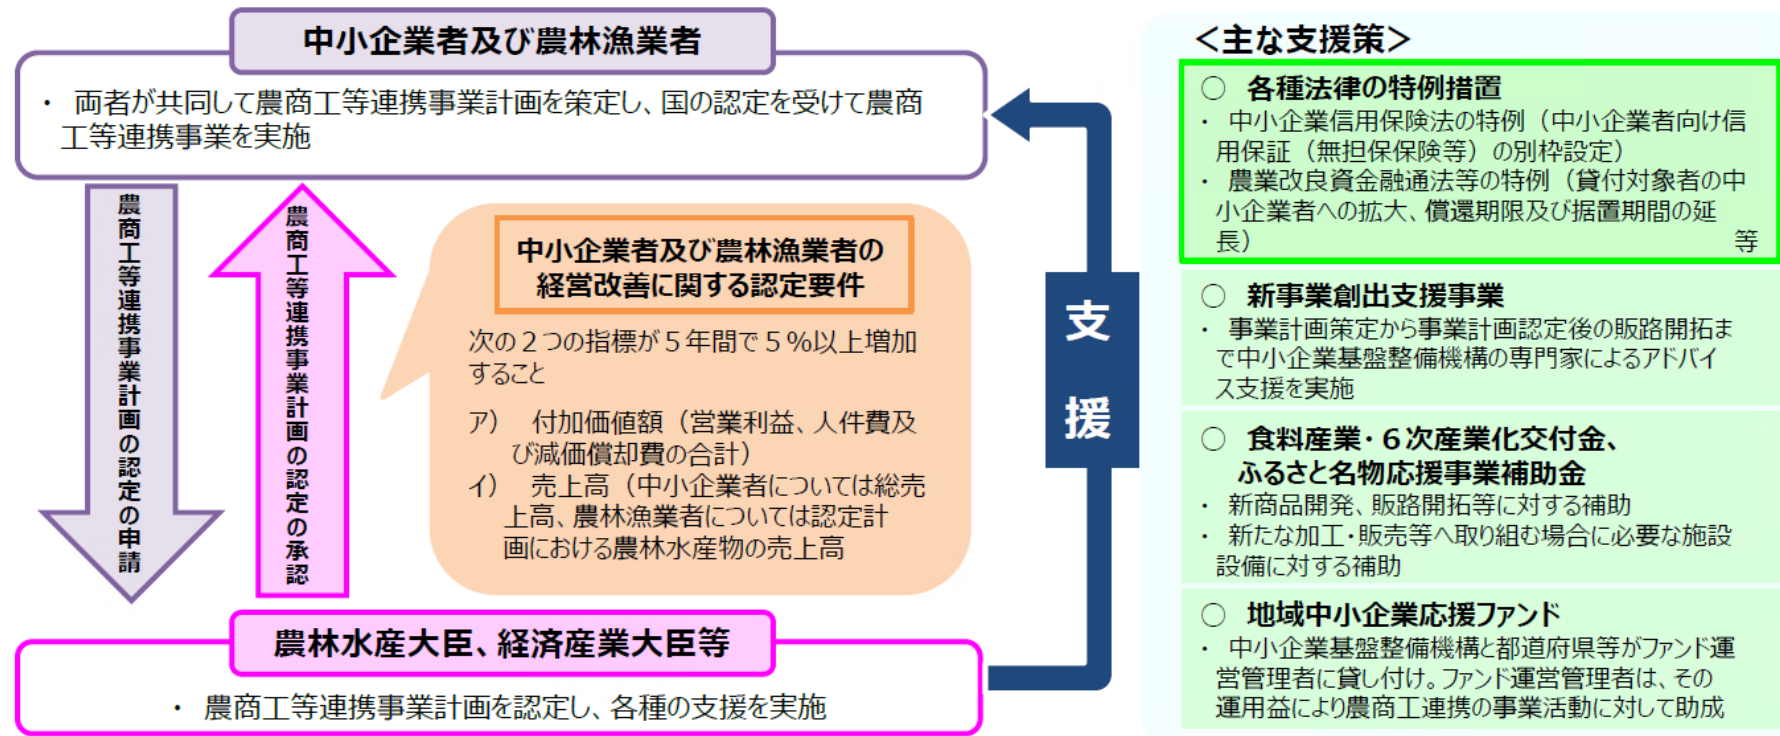 中小企業者及び農林漁業者
・ 両者が共同して農商工等連携事業計画を策定し、国の認定を受けて農商
工等連携事業を実施
農商工等連携事業計画の認定の申請
農商工等連携事業計画の認定の承認
中小企業者及び農林漁業者の
経営改善に関する認定要件
次の２つの指標が５年間で５％以上増加
すること
ア） 付加価値額（営業利益、人件費及
び減価償却費の合計）
イ） 売上高（中小企業者については総売
上高、農林漁業者については認定計
画における農林水産物の売上高
農林水産大臣、経済産業大臣等
・ 農商工等連携事業計画を認定し、各種の支援を実施
支援
＜主な支援策＞
○ 各種法律の特例措置
・ 中小企業信用保険法の特例（中小企業者向け信
用保証（無担保保険等）の別枠設定）
・ 農業改良資金融通法等の特例（貸付対象者の中
小企業者への拡大、償還期限及び据置期間の延
長） 等
○ 新事業創出支援事業
・ 事業計画策定から事業計画認定後の販路開拓ま
で中小企業基盤整備機構の専門家によるアドバイ
ス支援を実施
○ 食料産業・６次産業化交付金、
ふるさと名物応援事業補助金
・ 新商品開発、販路開拓等に対する補助
・ 新たな加工・販売等へ取り組む場合に必要な施設
設備に対する補助
○ 地域中小企業応援ファンド
・ 中小企業基盤整備機構と都道府県等がファンド運
営管理者に貸し付け。ファンド運営管理者は、その
運用益により農商工連携の事業活動に対して助成